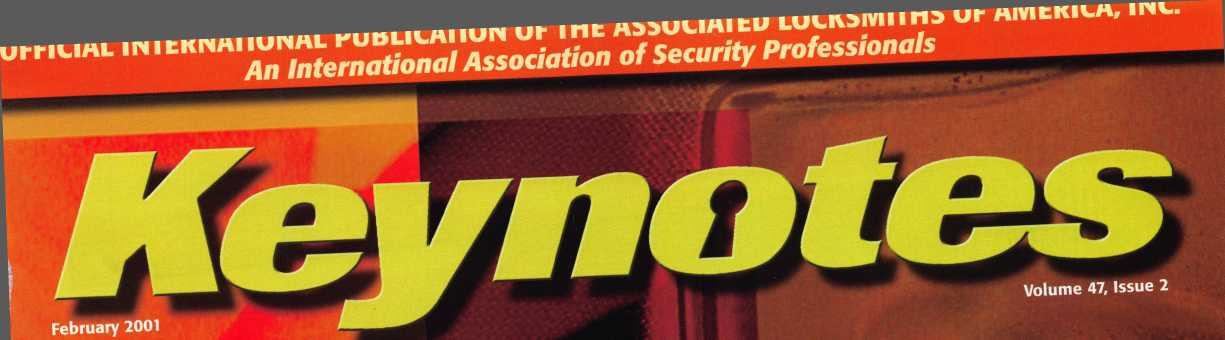 OFFICIAL INTERNATIONAL PUBLICATION OF THE ASSOCIATED LOCKSMITHS OF AMERICA, INC.
An International Association of Security Professionals
Keynotes
February 2001
Volume 47, Issue 2